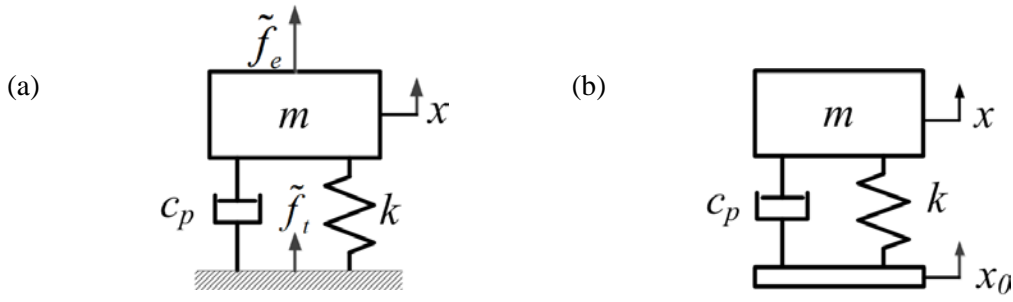 (a) f̃ₑ m x cₚ f̃ₜ k
(b) m x cₚ k x₀